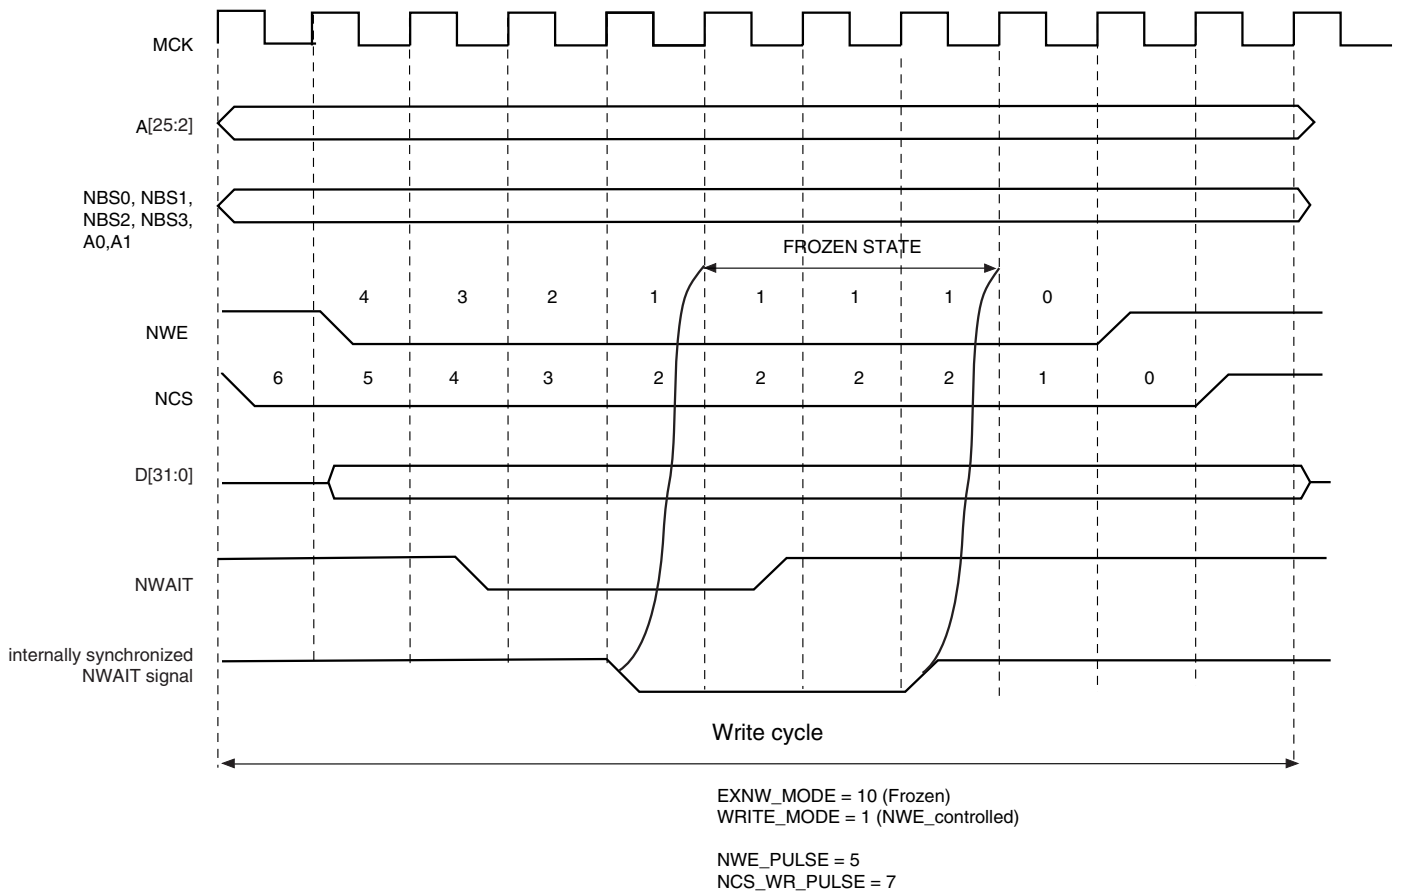 MCK
A[25:2]
NBS0, NBS1,
NBS2, NBS3,
A0,A1
FROZEN STATE
4 3 2 1 1 1 1 0
NWE
6 5 4 3 2 2 2 2 1 0
NCS
D[31:0]
NWAIT
internally synchronized
NWAIT signal
Write cycle
EXNW_MODE = 10 (Frozen)
WRITE_MODE = 1 (NWE_controlled)
NWE_PULSE = 5
NCS_WR_PULSE = 7